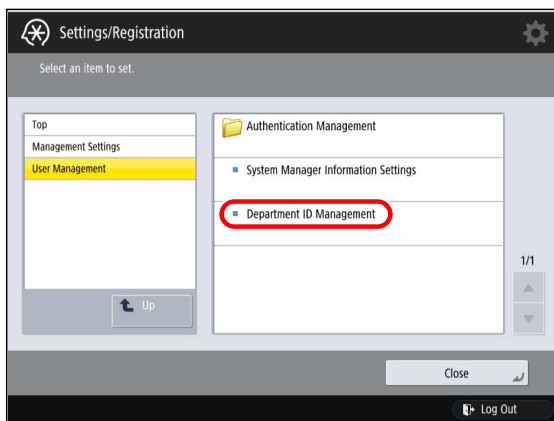 Settings/Registration
Select an item to set.
Top
Management Settings
User Management
Up
Authentication Management
System Manager Information Settings
Department ID Management
1/1
Close
Log Out